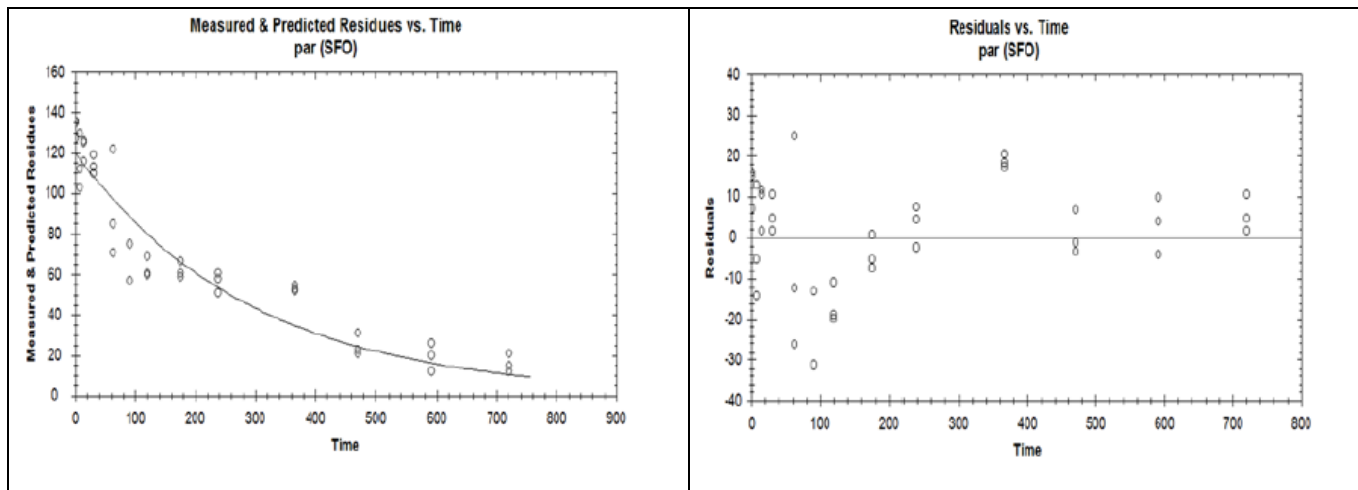 Measured & Predicted Residues vs. Time
par (SFO)
160
140
120
100
80
60
40
20
0
Measured & Predicted Residues
0 100 200 300 400 500 600 700 800 900
Time
Residuals vs. Time
par (SFO)
40
30
20
10
0
-10
-20
-30
-40
Residuals
0 100 200 300 400 500 600 700 800
Time